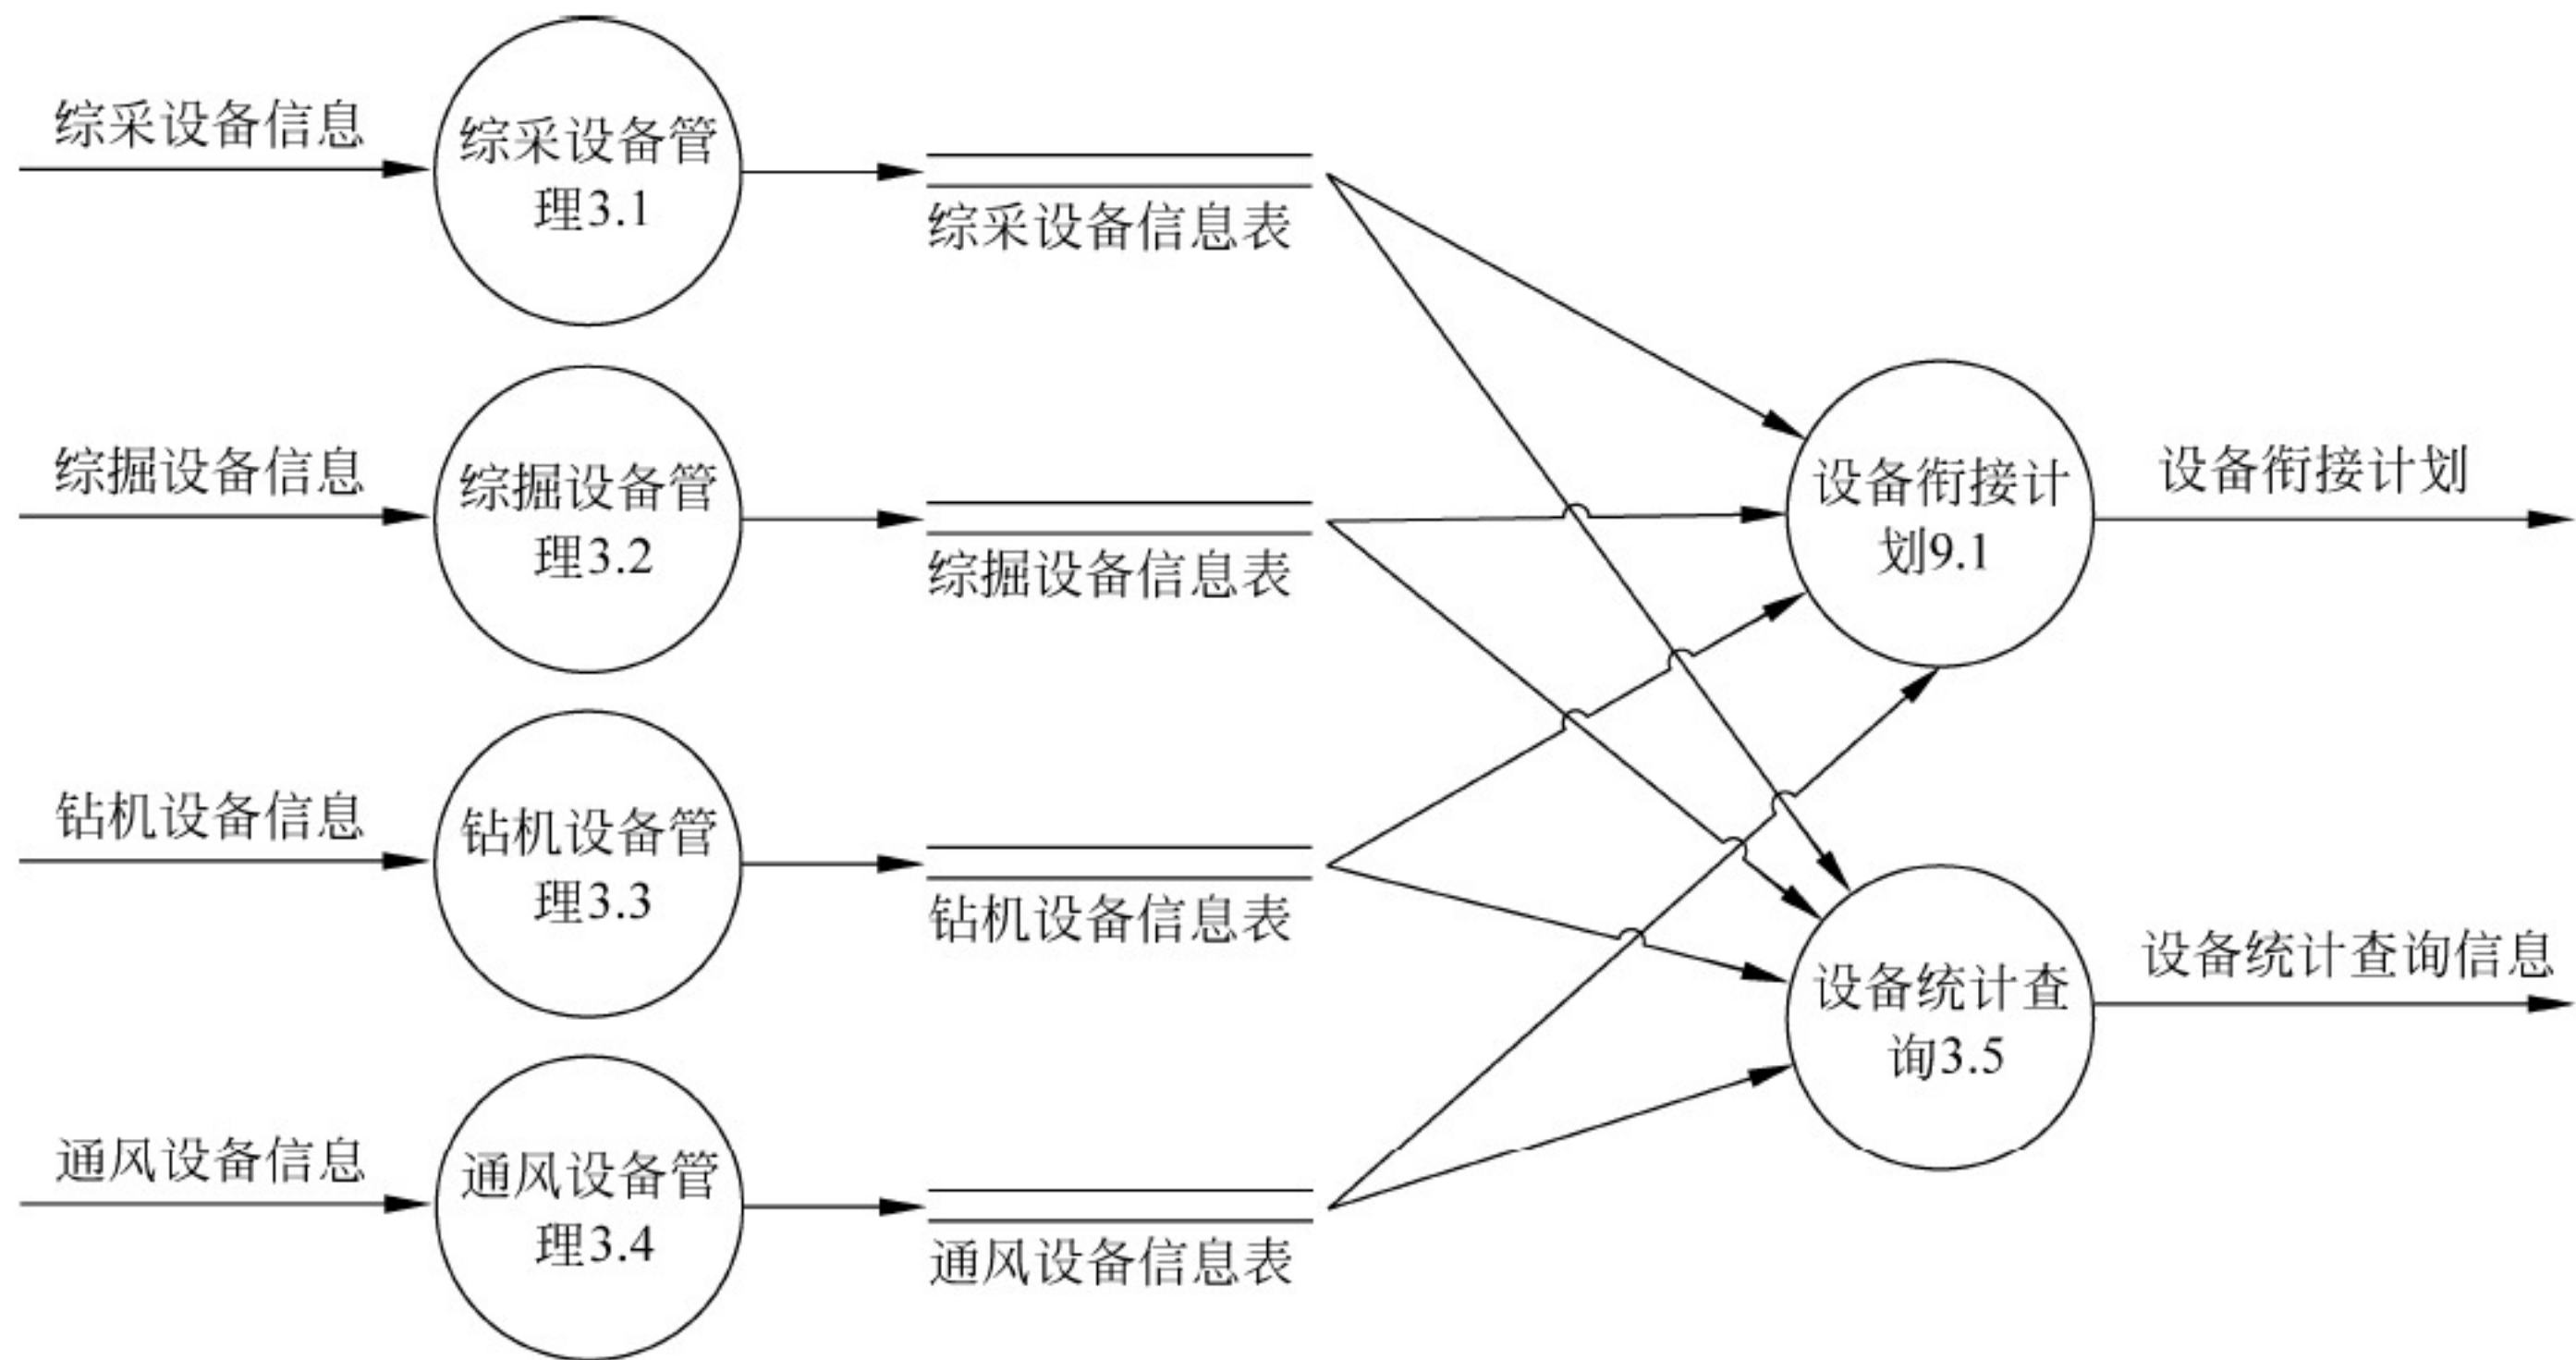 综采设备信息
综采设备管
理3.1
综采设备信息表
综掘设备信息
综掘设备管
理3.2
综掘设备信息表
设备衔接计
划9.1
设备衔接计划
钻机设备信息
钻机设备管
理3.3
钻机设备信息表
设备统计查
询3.5
设备统计查询信息
通风设备信息
通风设备管
理3.4
通风设备信息表